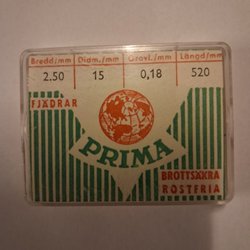 Bredd/mm Diam./mm Grovl./mm Längd/mm
2.50 15 0,18 520
FJÄDRAR
PRIMA
BROTTSÄKRA
ROSTFRIA